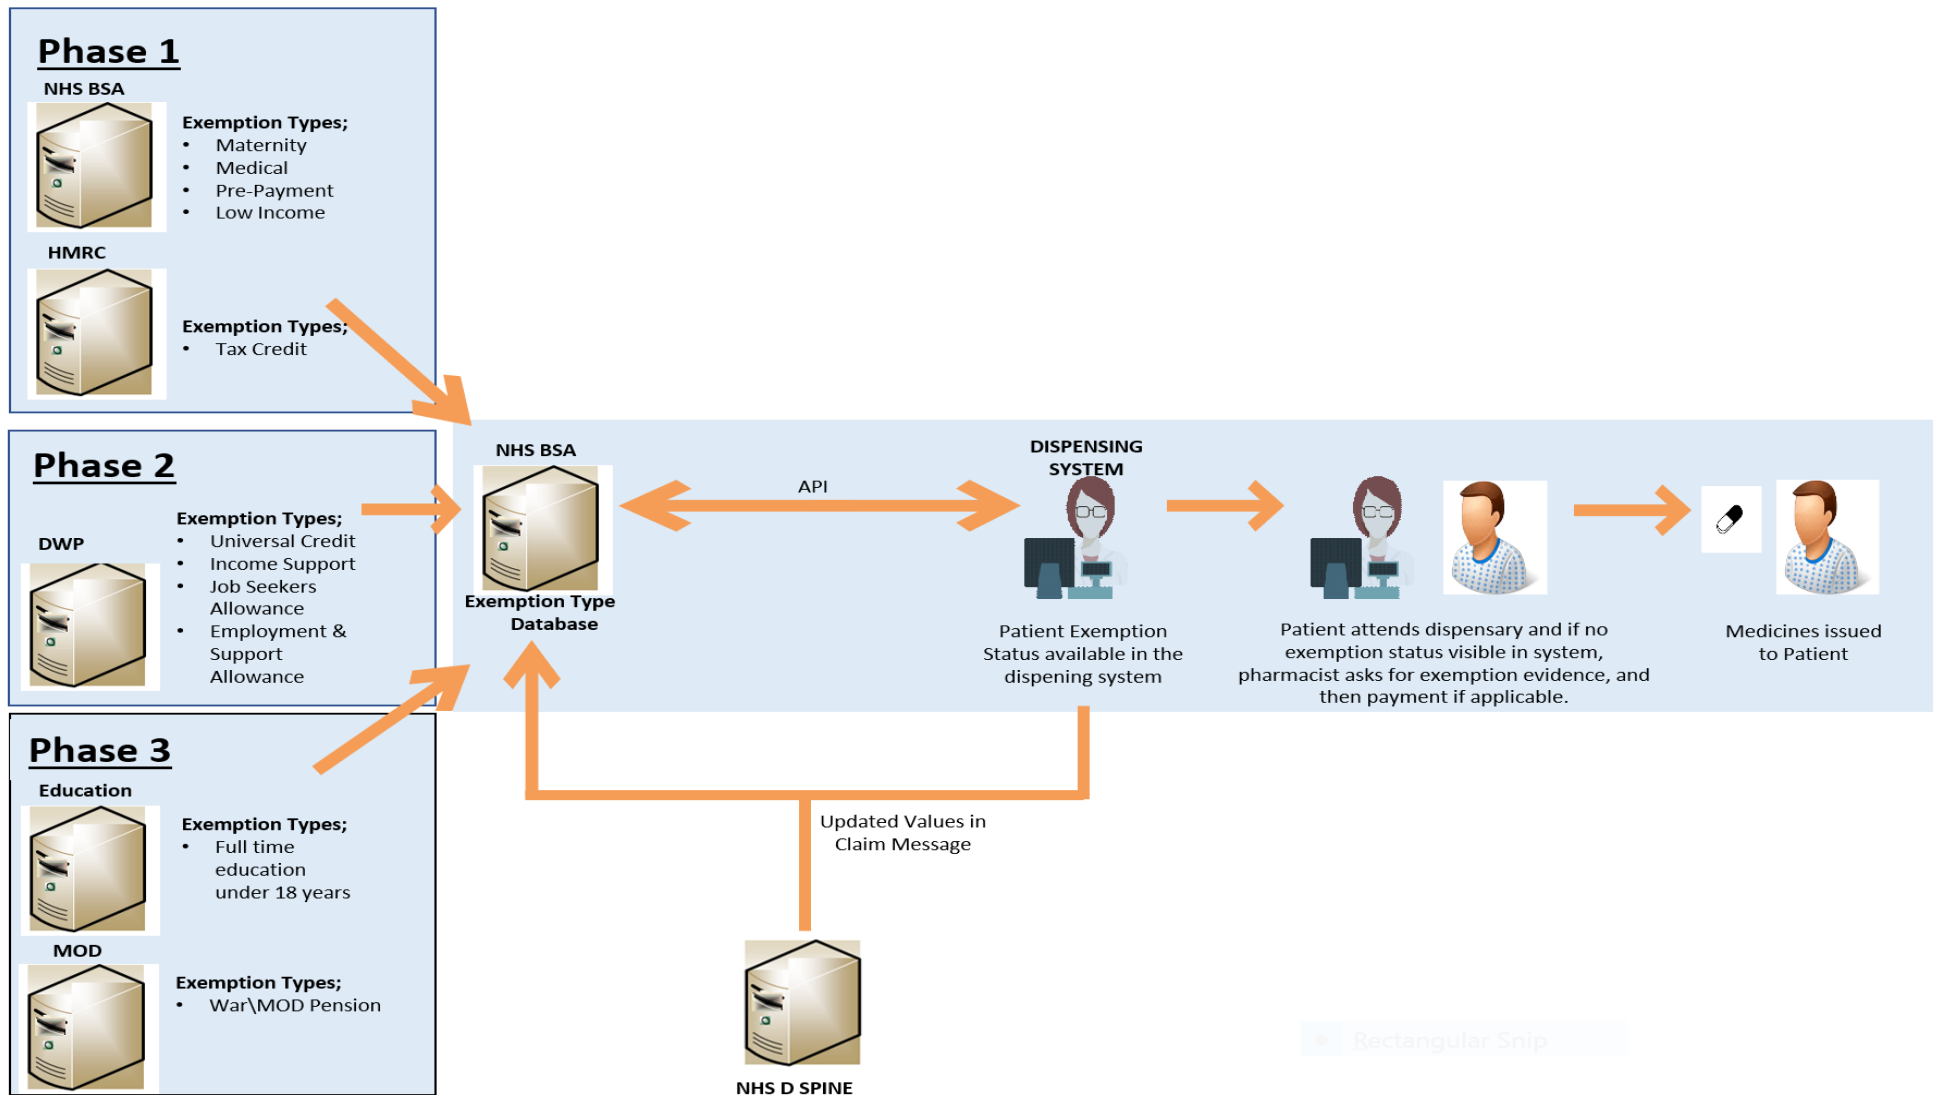 Phase 1
NHS BSA
Exemption Types;
• Maternity
• Medical
• Pre-Payment
• Low Income
HMRC
Exemption Types;
• Tax Credit
Phase 2
DWP
Exemption Types;
• Universal Credit
• Income Support
• Job Seekers
Allowance
• Employment &
Support
Allowance
Phase 3
Education
Exemption Types;
• Full time
education
under 18 years
MOD
Exemption Types;
• War\MOD Pension
NHS BSA
Exemption Type
Database
API
DISPENSING
SYSTEM
Patient Exemption
Status available in the
dispening system
Patient attends dispensary and if no
exemption status visible in system,
pharmacist asks for exemption evidence, and
then payment if applicable.
Medicines issued
to Patient
Updated Values in
Claim Message
NHS D SPINE
Rectangular Snip